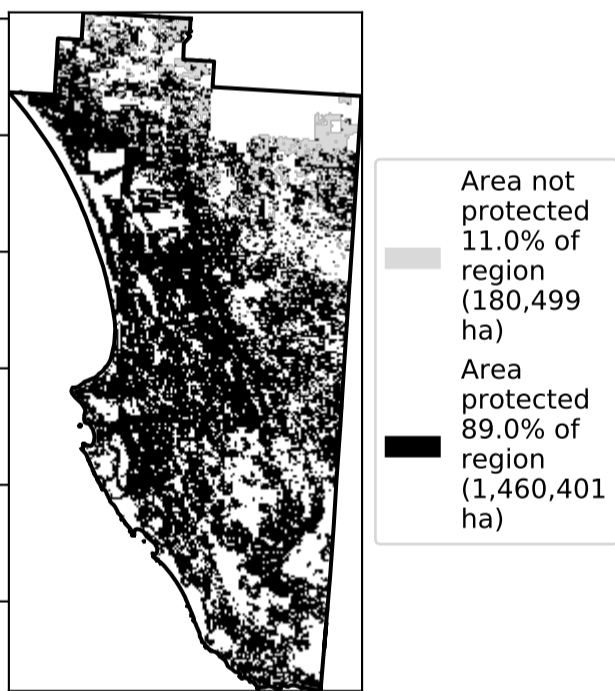 Area not
protected
11.0% of
region
(180,499
ha)
Area
protected
89.0% of
region
(1,460,401
ha)